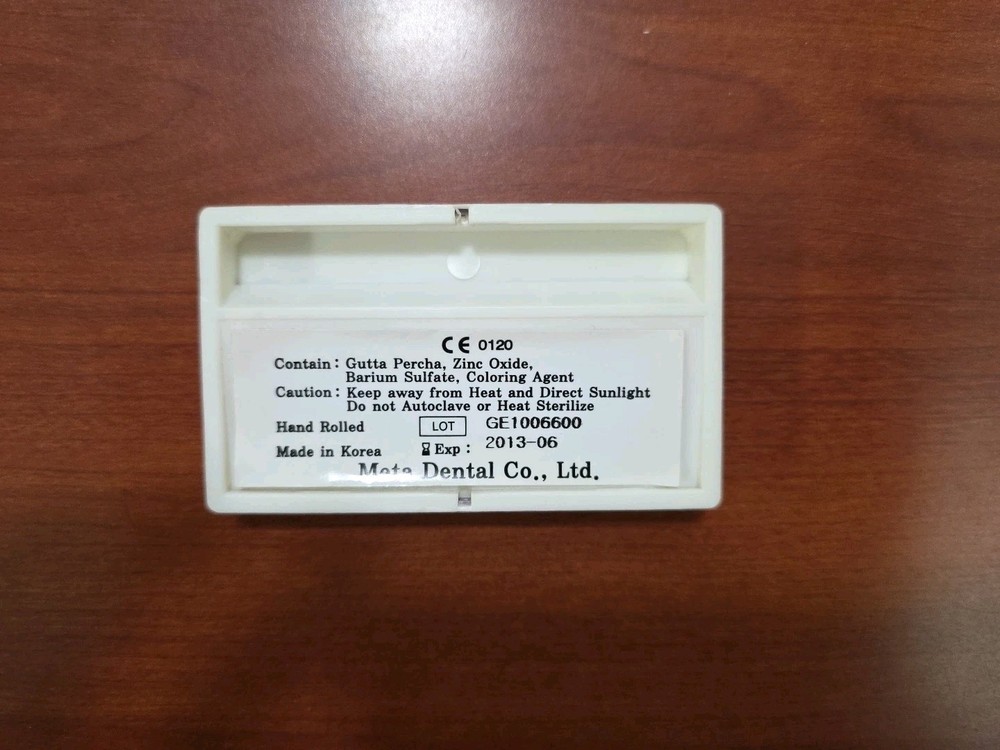 CE 0120
Contain : Gutta Percha, Zinc Oxide,
Barium Sulfate, Coloring Agent
Caution : Keep away from Heat and Direct Sunlight
Do not Autoclave or Heat Sterilize
Hand Rolled LOT GE1006600
Made in Korea Exp : 2013-06
Meta Dental Co., Ltd.